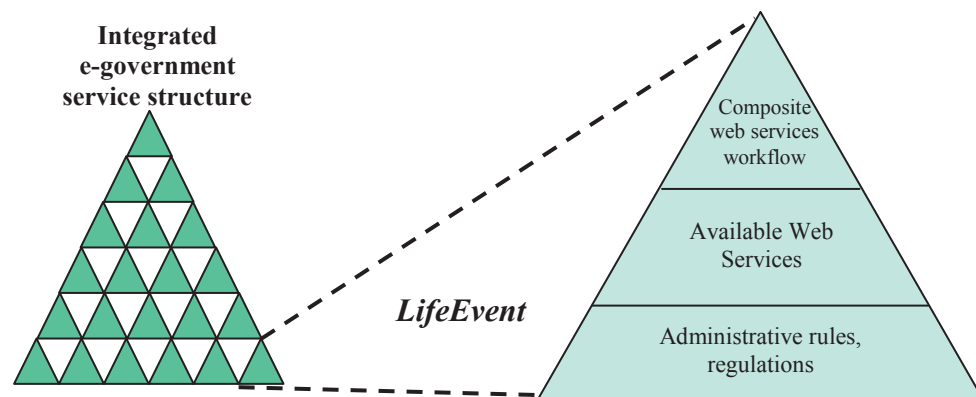 Integrated
e-government
service structure
Composite
web services
workflow
Available Web
Services
LifeEvent
Administrative rules,
regulations